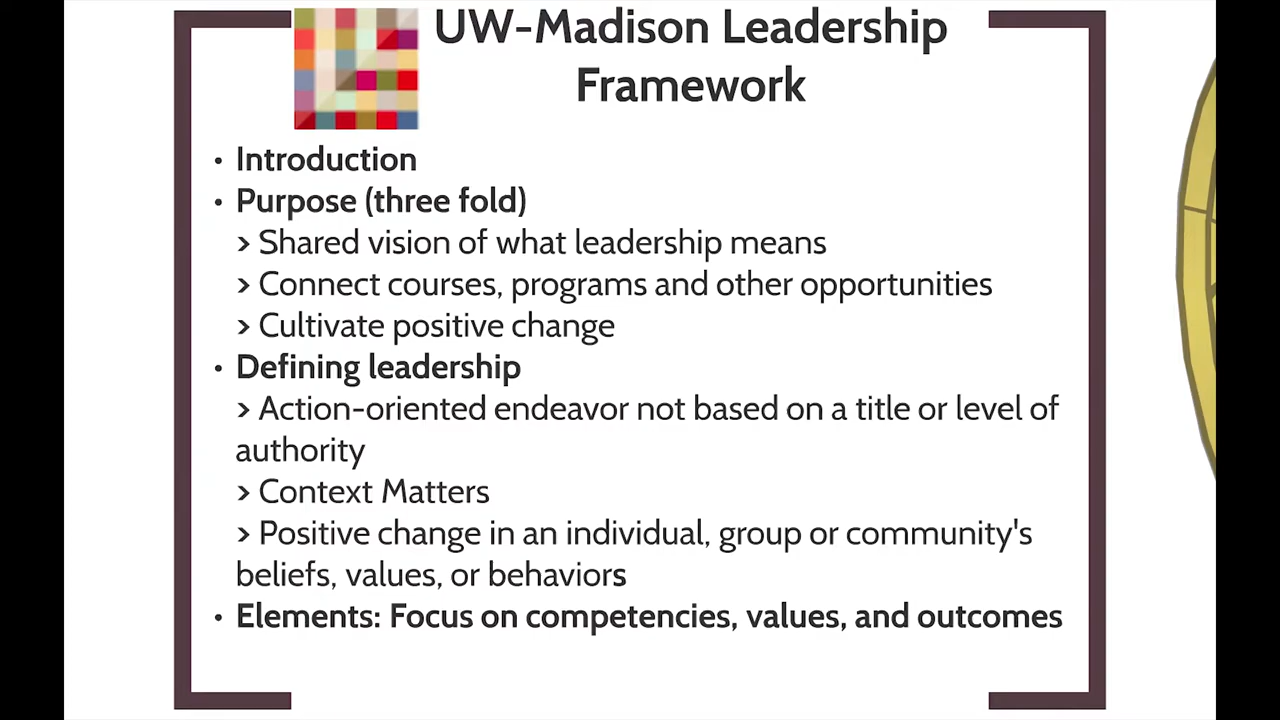 UW-Madison Leadership
Framework
• Introduction
• Purpose (three fold)
> Shared vision of what leadership means
> Connect courses, programs and other opportunities
> Cultivate positive change
• Defining leadership
> Action-oriented endeavor not based on a title or level of
authority
> Context Matters
> Positive change in an individual, group or community's
beliefs, values, or behaviors
• Elements: Focus on competencies, values, and outcomes